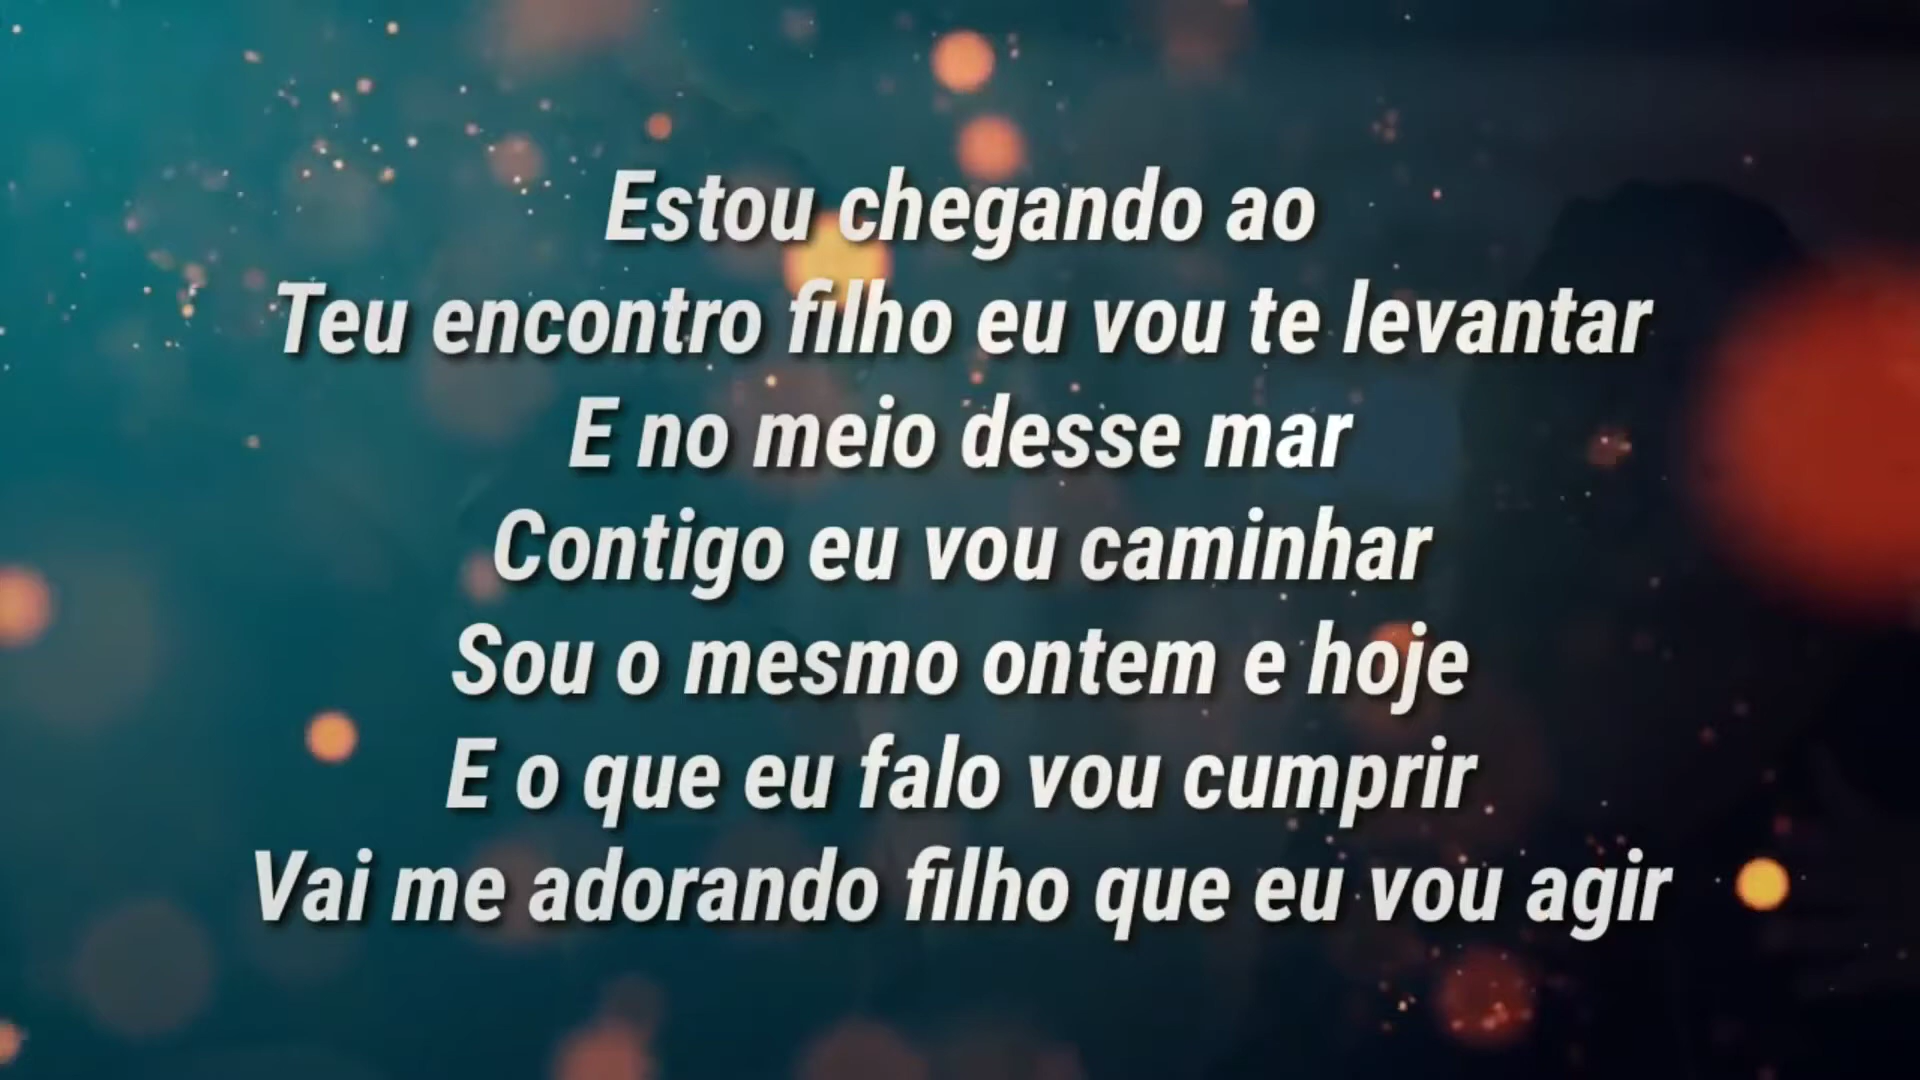 Estou chegando ao
Teu encontro filho eu vou te levantar
E no meio desse mar
Contigo eu vou caminhar
Sou o mesmo ontem e hoje
E o que eu falo vou cumprir
Vai me adorando filho que eu vou agir